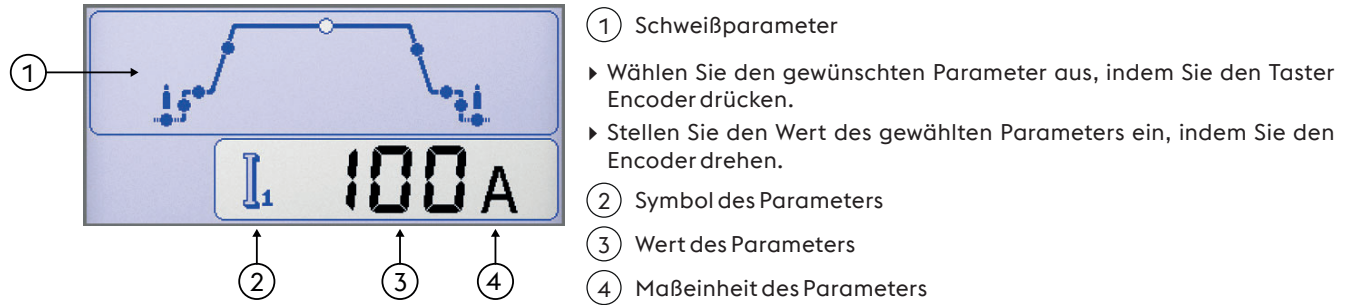 1
I1 100 A
2 3 4
1 Schweißparameter
‣ Wählen Sie den gewünschten Parameter aus, indem Sie den Taster
Encoder drücken.
‣ Stellen Sie den Wert des gewählten Parameters ein, indem Sie den
Encoder drehen.
2 Symbol des Parameters
3 Wert des Parameters
4 Maßeinheit des Parameters